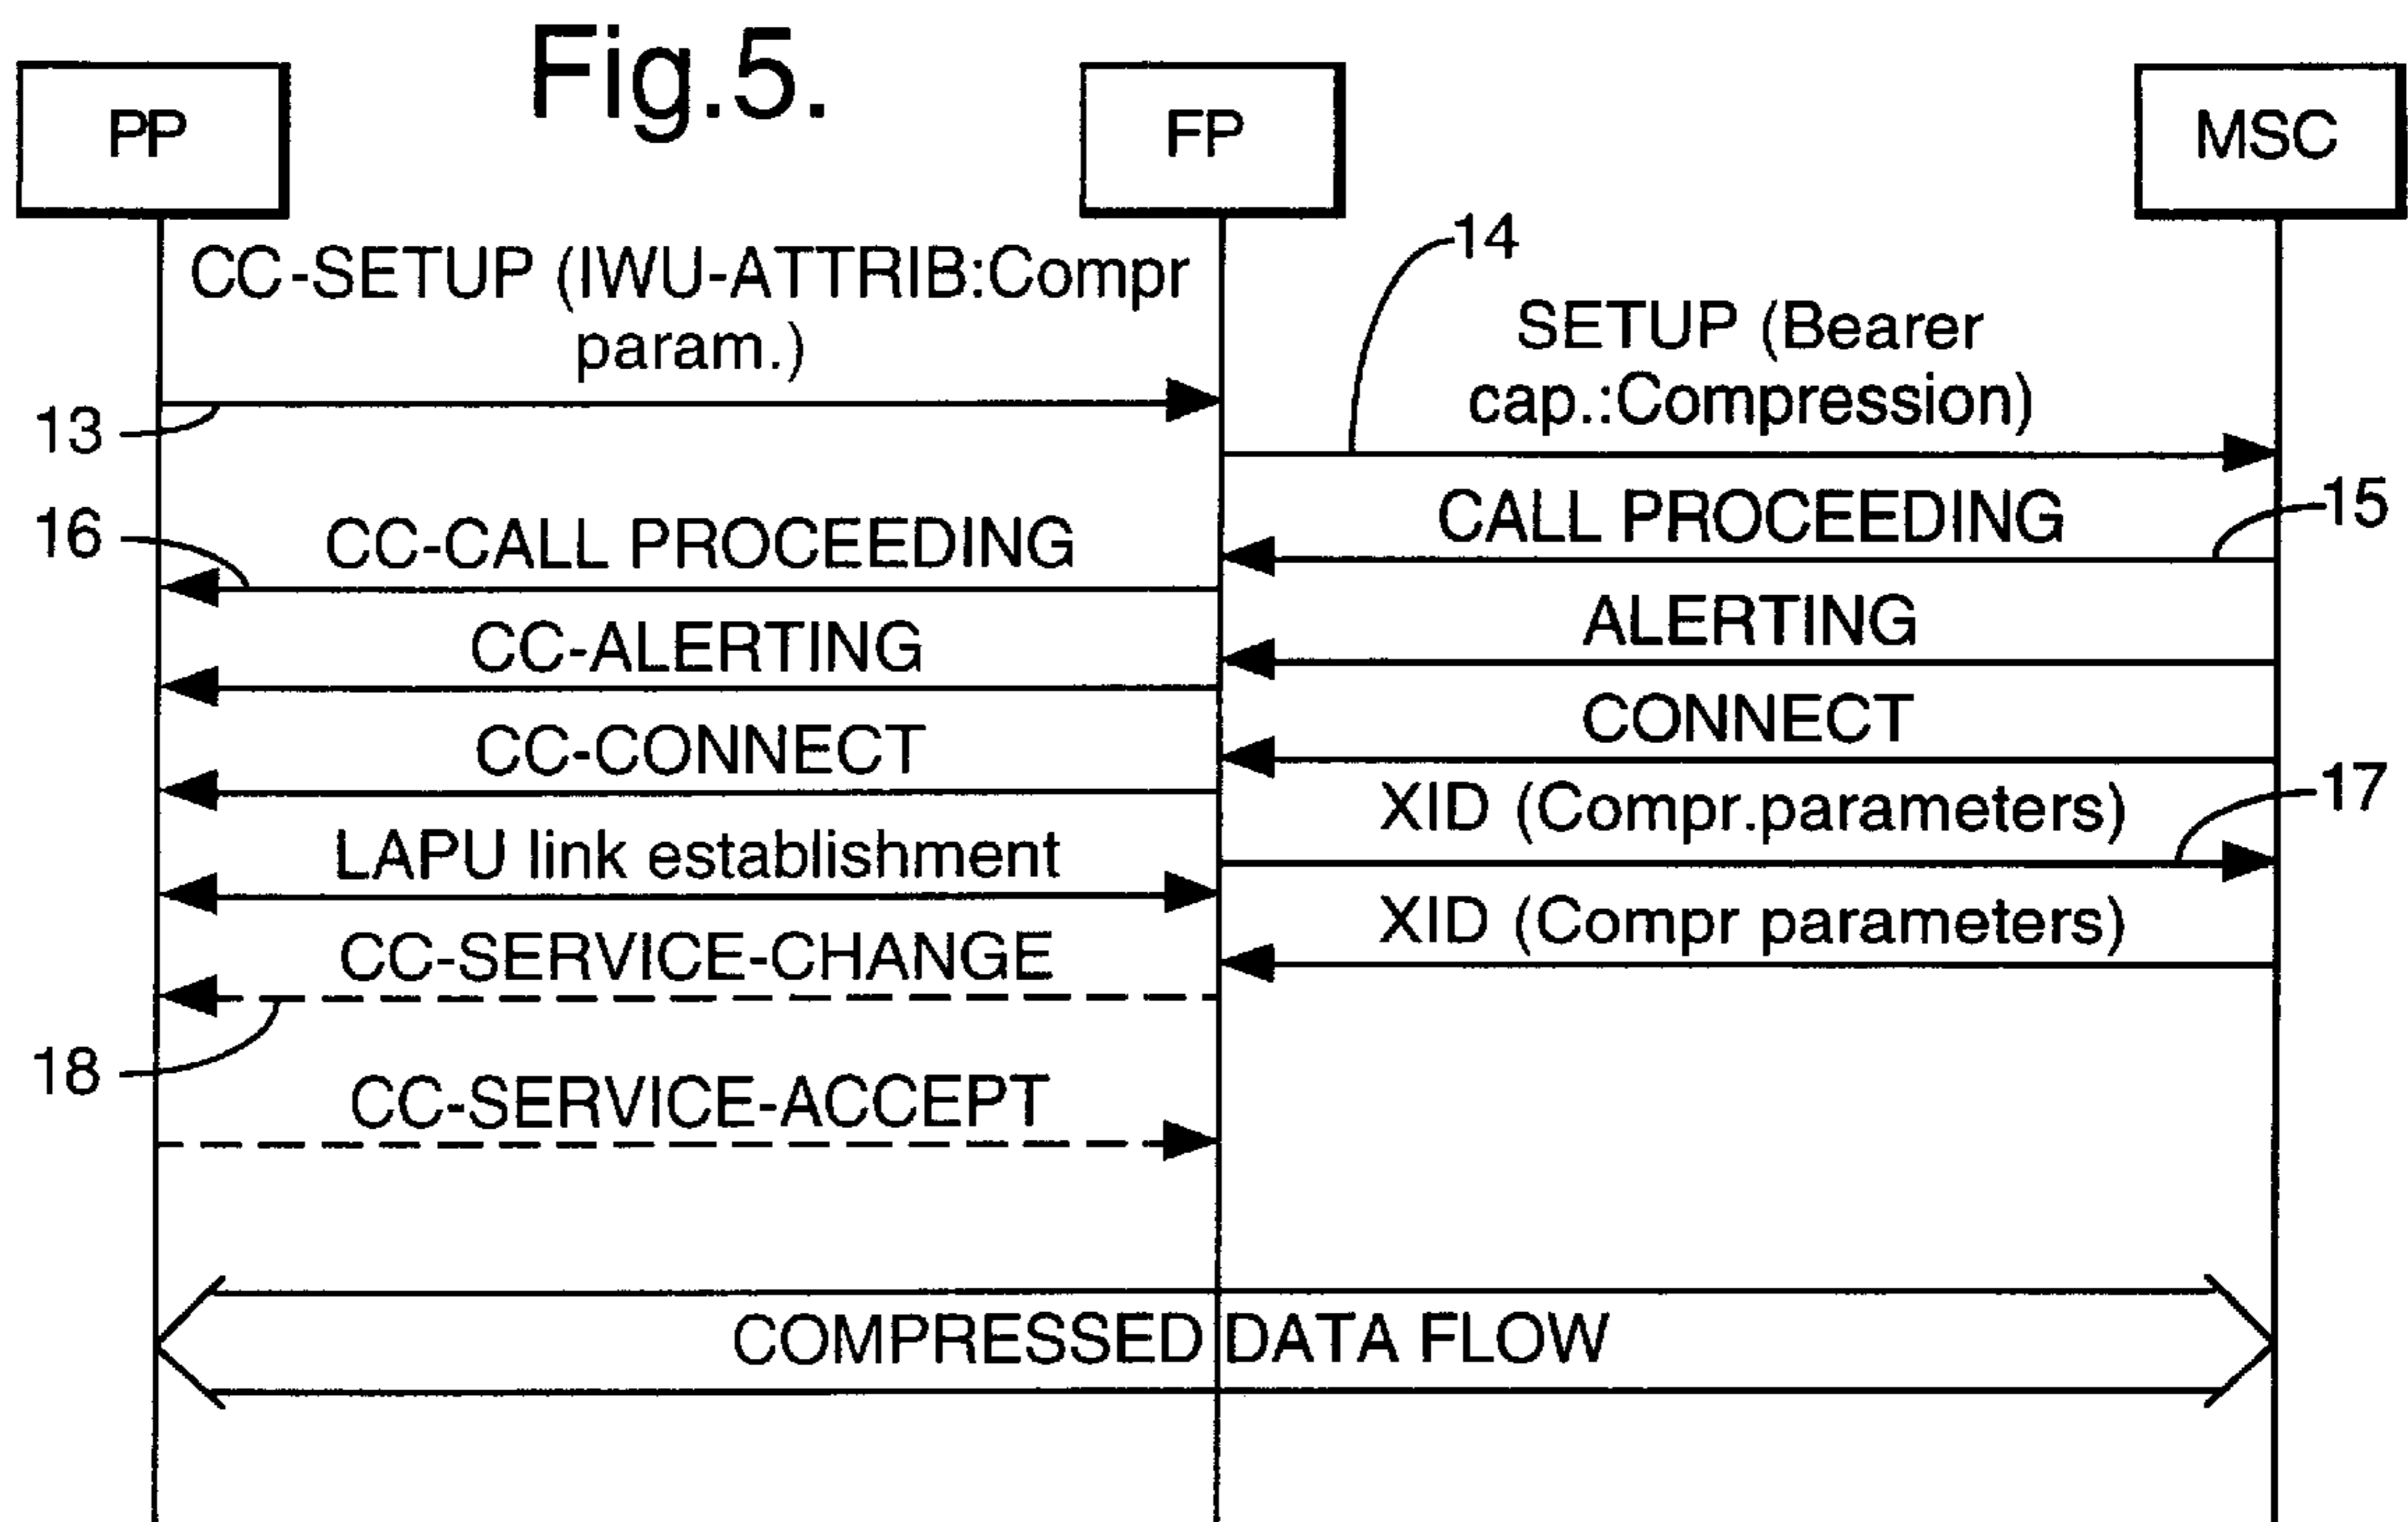 Fig.5.
PP
FP
MSC
CC-SETUP (IWU-ATTRIB:Compr
param.)
13
14
SETUP (Bearer
cap.:Compression)
CALL PROCEEDING
15
16
CC-CALL PROCEEDING
ALERTING
CC-ALERTING
CONNECT
CC-CONNECT
XID (Compr.parameters)
17
LAPU link establishment
XID (Compr parameters)
CC-SERVICE-CHANGE
18
CC-SERVICE-ACCEPT
COMPRESSED DATA FLOW